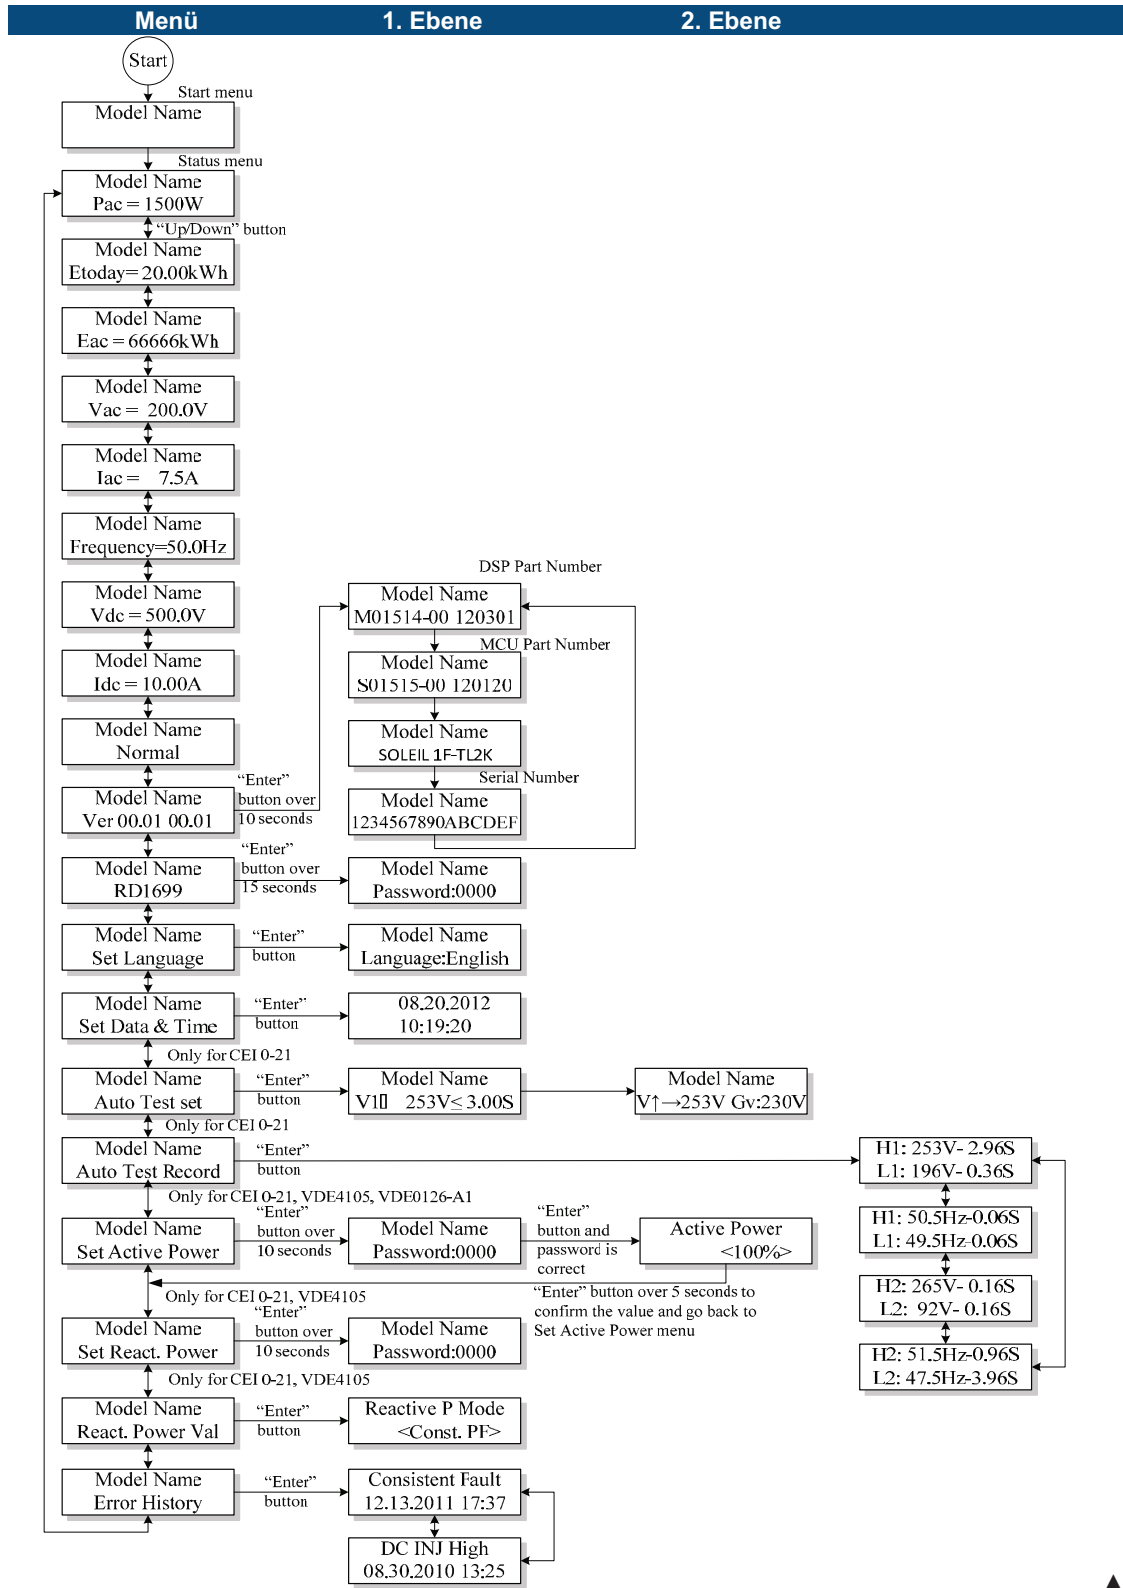 Menü 1. Ebene 2. Ebene
Start
Start menu
Model Name
Status menu
Model Name
Pac = 1500W
“Up/Down” button
Model Name
Etoday= 20.00kWh
Model Name
Eac = 66666kWh
Model Name
Vac = 200.0V
Model Name
Iac = 7.5A
Model Name
Frequency=50.0Hz
Model Name
Vdc = 500.0V
Model Name
Idc = 10.00A
Model Name
Normal
Model Name
Ver 00.01 00.01
“Enter”
button over
10 seconds
DSP Part Number
Model Name
M01514-00 120301
MCU Part Number
Model Name
S01515-00 120120
Model Name
SOLEIL 1F-TL2K
Serial Number
Model Name
1234567890ABCDEF
Model Name
RD1699
“Enter”
button over
15 seconds
Model Name
Password:0000
Model Name
Set Language
“Enter”
button
Model Name
Language:English
Model Name
Set Data & Time
“Enter”
button
08.20.2012
10:19:20
Only for CEI 0-21
Model Name
Auto Test set
“Enter”
button
Model Name
V1▯ 253V≤ 3.00S
Model Name
V↑→253V Gv:230V
Only for CEI 0-21
Model Name
Auto Test Record
“Enter”
button
H1: 253V- 2.96S
L1: 196V- 0.36S
H1: 50.5Hz-0.06S
L1: 49.5Hz-0.06S
H2: 265V- 0.16S
L2: 92V- 0.16S
H2: 51.5Hz-0.96S
L2: 47.5Hz-3.96S
Only for CEI 0-21, VDE4105, VDE0126-A1
Model Name
Set Active Power
“Enter”
button over
10 seconds
Model Name
Password:0000
“Enter”
button and
password is
correct
Active Power
<100%>
“Enter” button over 5 seconds to
confirm the value and go back to
Set Active Power menu
Only for CEI 0-21, VDE4105
Model Name
Set React. Power
“Enter”
button over
10 seconds
Model Name
Password:0000
Only for CEI 0-21, VDE4105
Model Name
React. Power Val
“Enter”
button
Reactive P Mode
<Const. PF>
Model Name
Error History
“Enter”
button
Consistent Fault
12.13.2011 17:37
DC INJ High
08.30.2010 13:25
▲